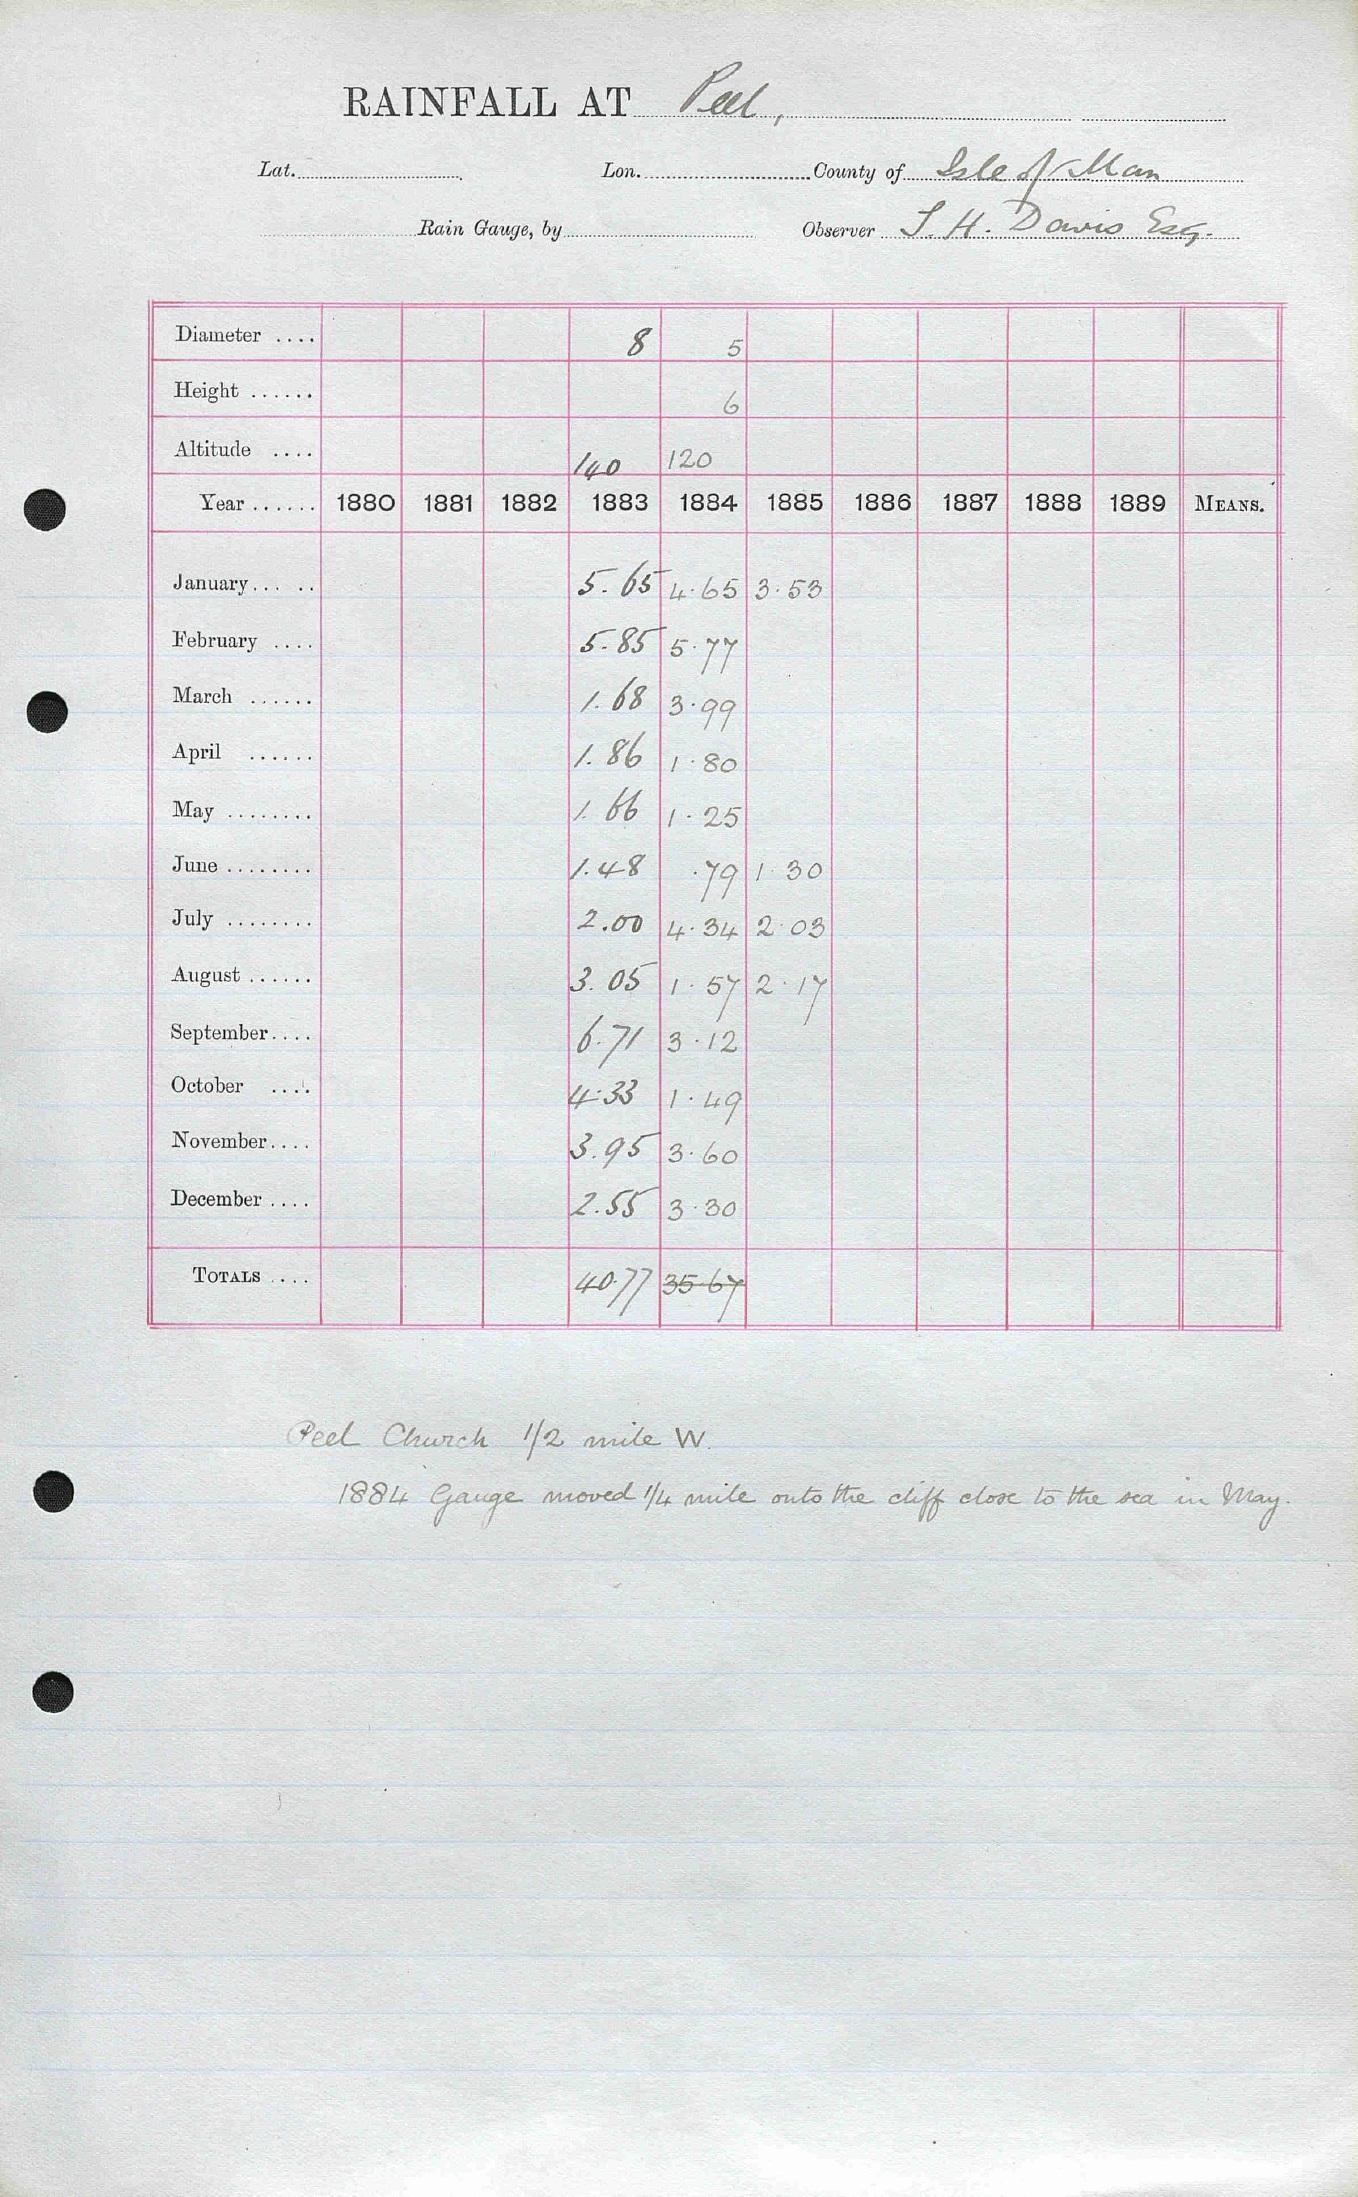 RAINFALL AT Peel,
Lat. Lon. County of Isle of Man
Rain Gauge, by Observer T. H. Davis Esq.
Diameter .... 8 5
Height ...... 6
Altitude .... 140 120
Year ...... 1880 1881 1882 1883 1884 1885 1886 1887 1888 1889 MEANS.
January... .. 5.65 4.65 3.53
February .... 5.85 5.77
March ...... 1.68 3.99
April ...... 1.86 1.80
May ........ 1.66 1.25
June ........ 1.48 .79 1.30
July ........ 2.00 4.34 2.03
August ...... 3.05 1.57 2.17
September.... 6.71 3.12
October .... 4.33 1.49
November.... 3.95 3.60
December .... 2.55 3.30
TOTALS .... 40.77 35.67
Peel Church 1/2 mile W.
1884 Gauge moved 1/4 mile onto the cliff close to the sea in May.